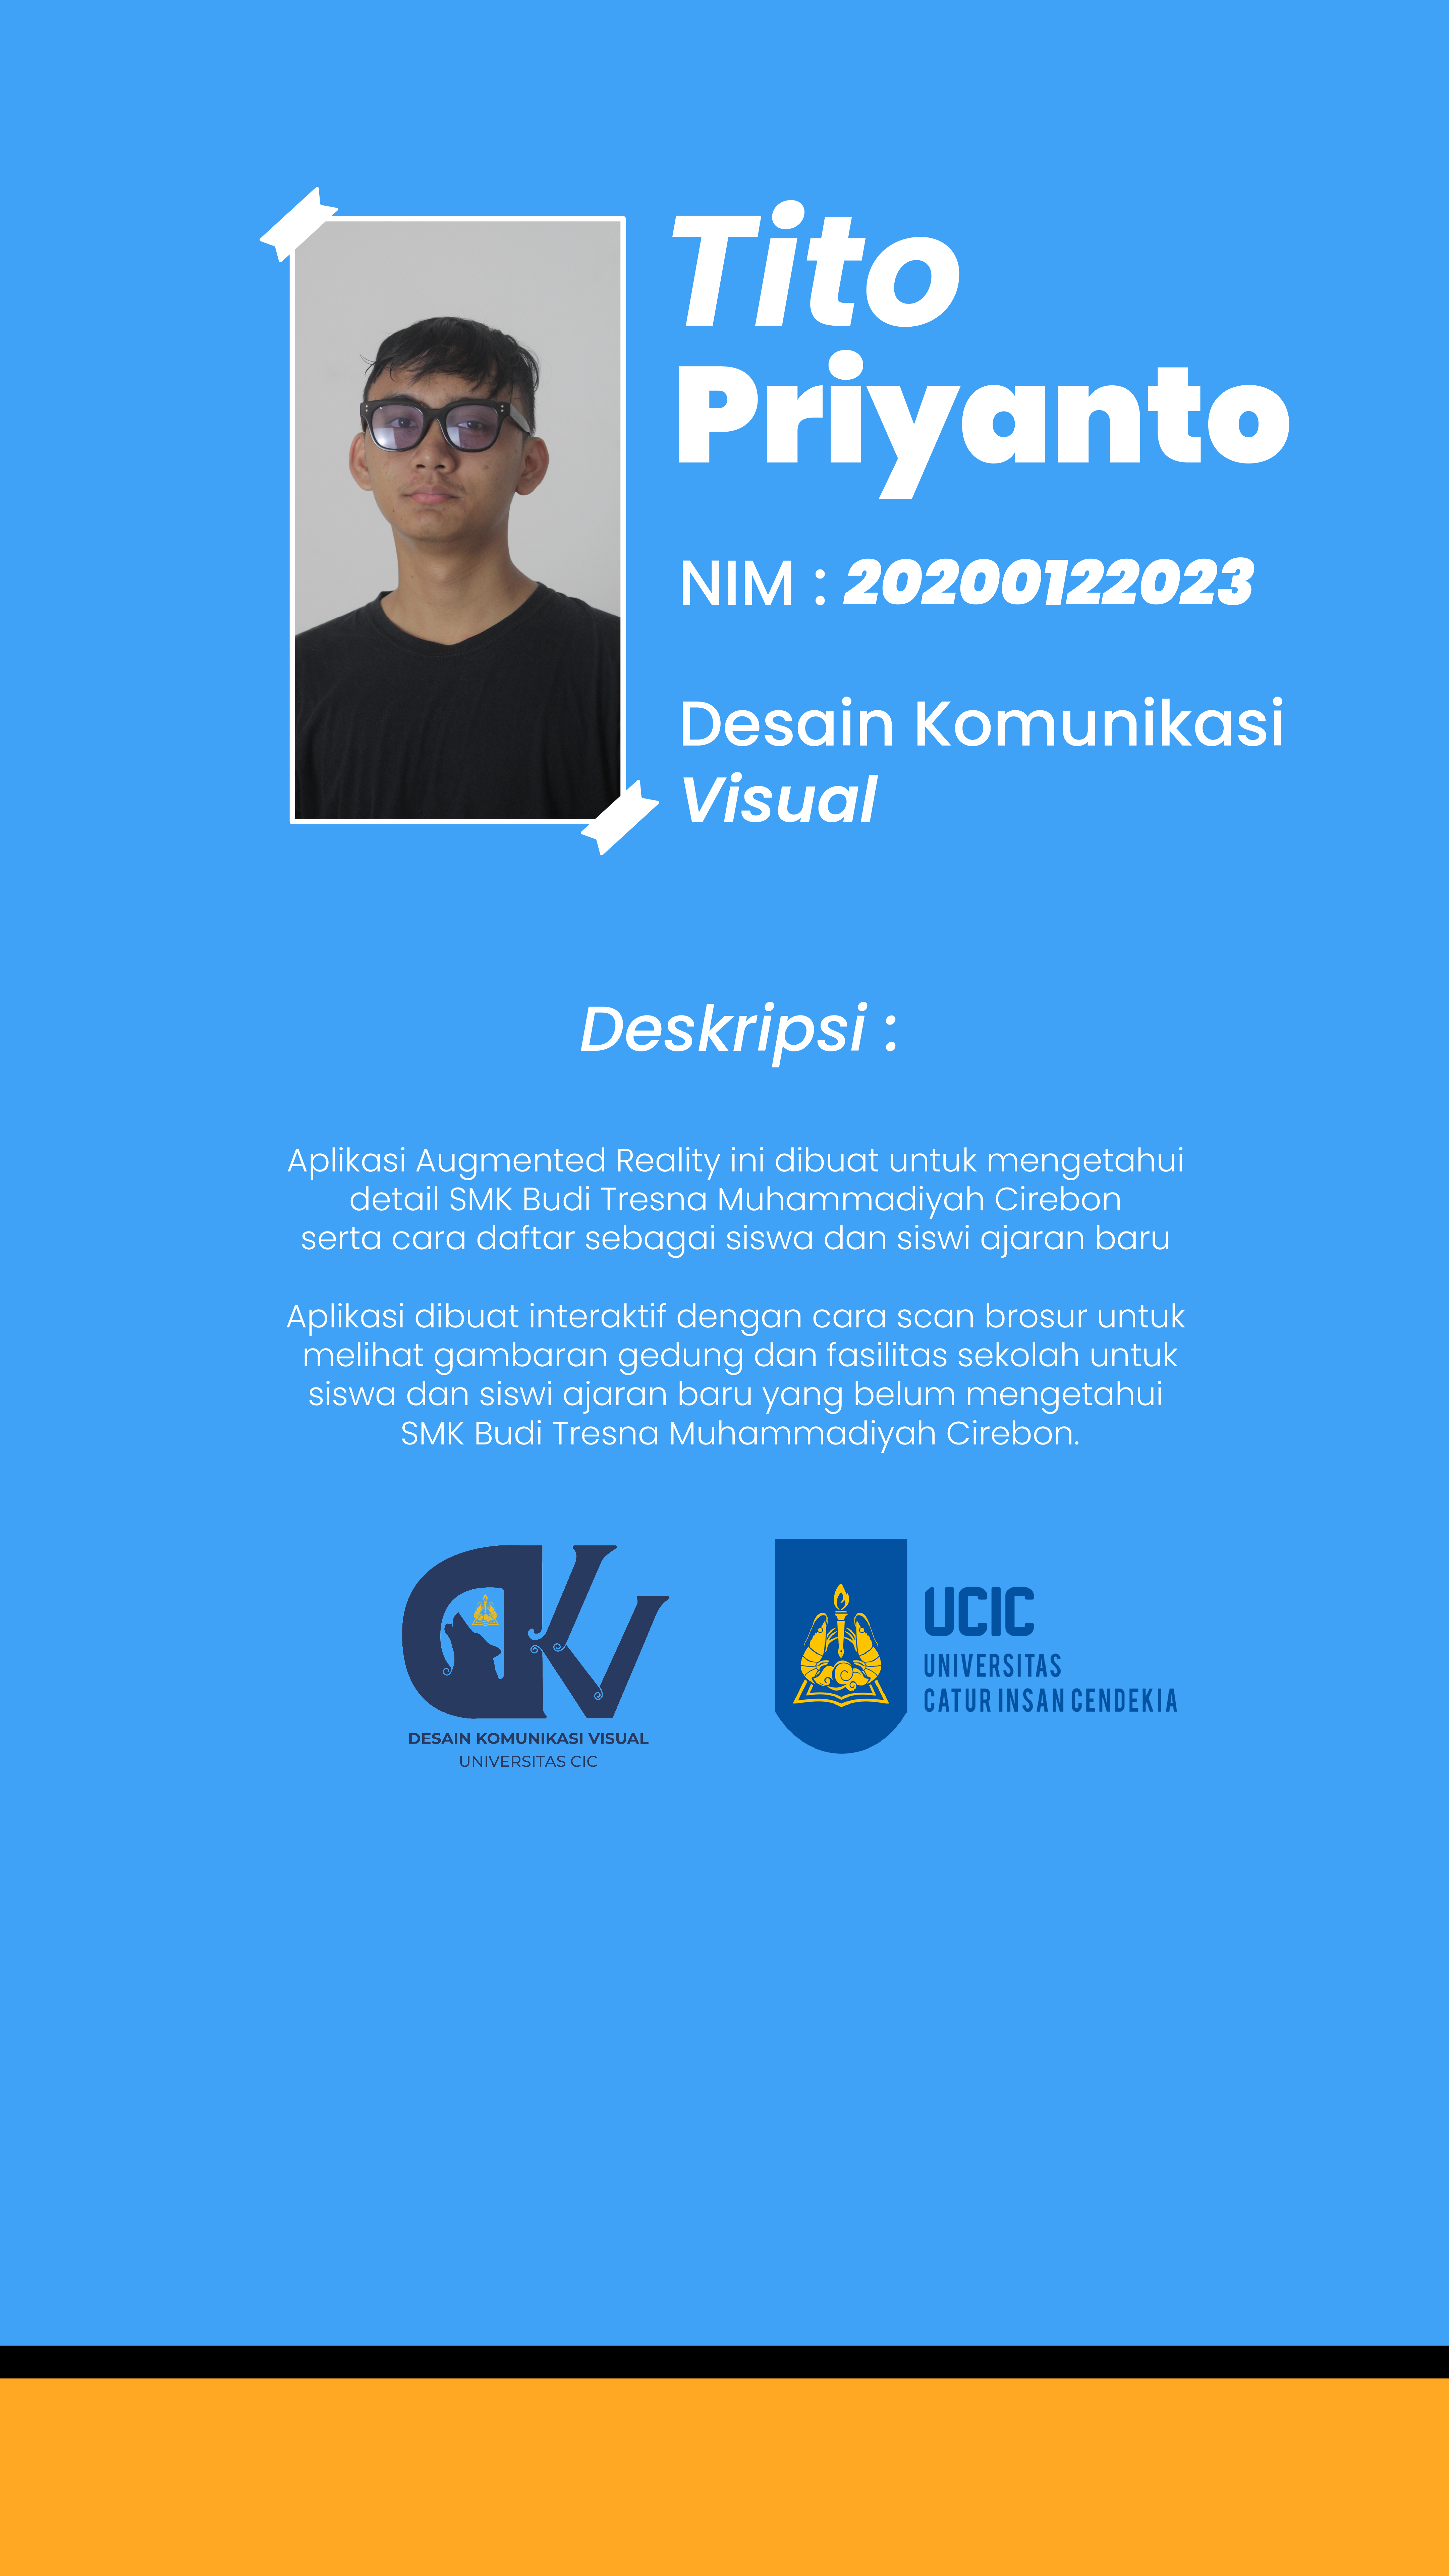 Tito
Priyanto
NIM : 20200122023
Desain Komunikasi
Visual
Deskripsi :
Aplikasi Augmented Reality ini dibuat untuk mengetahui
detail SMK Budi Tresna Muhammadiyah Cirebon
serta cara daftar sebagai siswa dan siswi ajaran baru
Aplikasi dibuat interaktif dengan cara scan brosur untuk
melihat gambaran gedung dan fasilitas sekolah untuk
siswa dan siswi ajaran baru yang belum mengetahui
SMK Budi Tresna Muhammadiyah Cirebon.
DKV
DESAIN KOMUNIKASI VISUAL
UNIVERSITAS CIC
UCIC
UNIVERSITAS
CATUR INSAN CENDEKIA